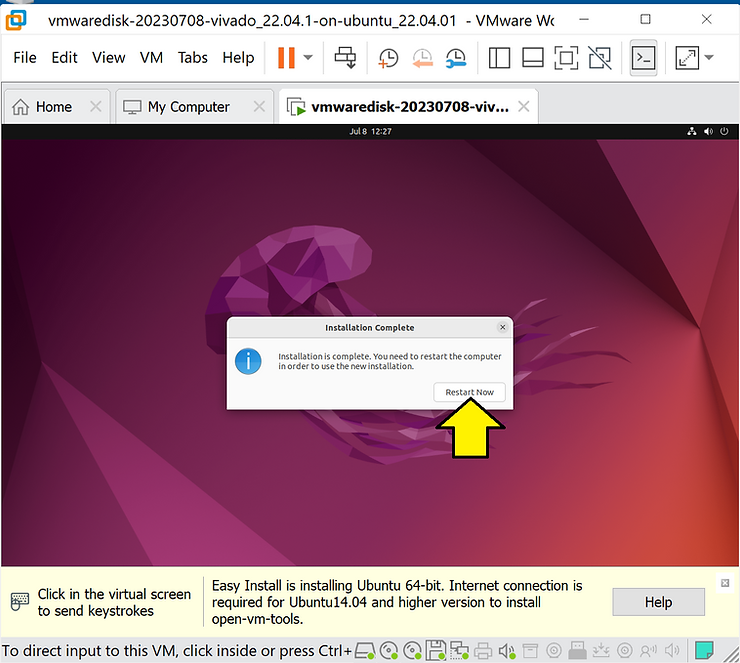 vmwaredisk-20230708-vivado_22.04.1-on-ubuntu_22.04.01 - VMware Wo
File Edit View VM Tabs Help
Home My Computer vmwaredisk-20230708-viv...
Jul 8 12:27
Installation Complete
Installation is complete. You need to restart the computer
in order to use the new installation.
Restart Now
Click in the virtual screen
to send keystrokes
Easy Install is installing Ubuntu 64-bit. Internet connection is
required for Ubuntu14.04 and higher version to install
open-vm-tools.
Help
To direct input to this VM, click inside or press Ctrl+